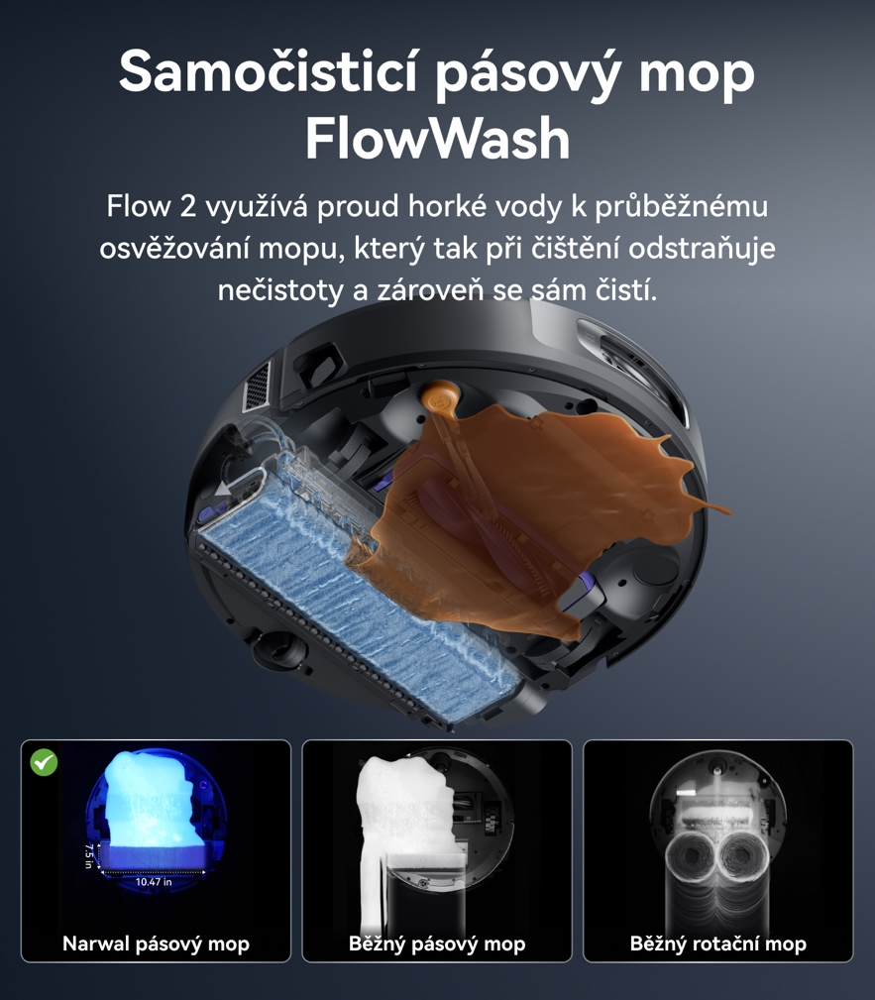 Samočisticí pásový mop
FlowWash
Flow 2 využívá proud horké vody k průběžnému
osvěžování mopu, který tak při čištění odstraňuje
nečistoty a zároveň se sám čistí.
7.5 in
10.47 in
Narwal pásový mop
Běžný pásový mop
Běžný rotační mop